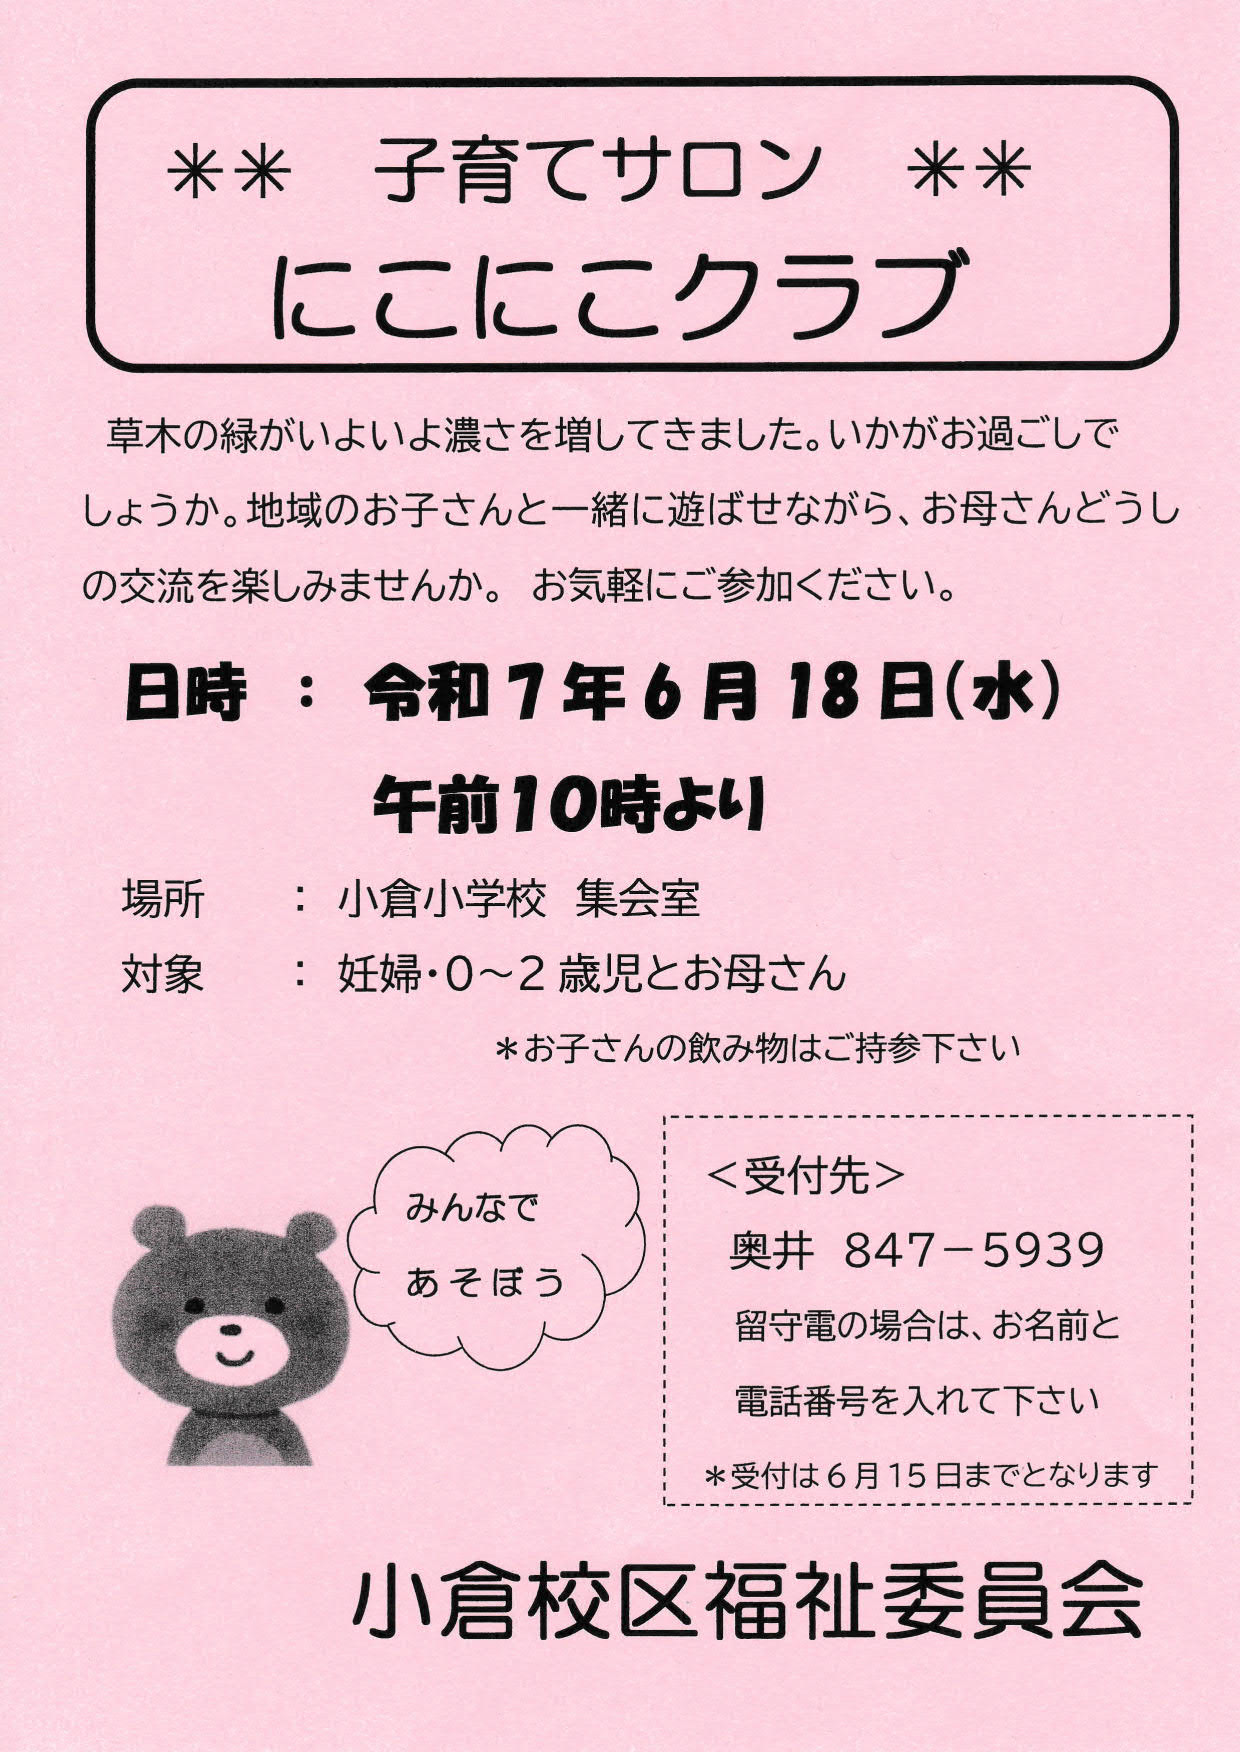 ＊＊　子育てサロン　＊＊
にこにこクラブ
草木の緑がいよいよ濃さを増してきました。いかがお過ごしで
しょうか。地域のお子さんと一緒に遊ばせながら、お母さんどうし
の交流を楽しみませんか。 お気軽にご参加ください。
日時 ： 令和７年６月18日（水）
午前10時より
場所 ： 小倉小学校 集会室
対象 ： 妊婦・０～２歳児とお母さん
＊お子さんの飲み物はご持参下さい
みんなで
あそぼう
＜受付先＞
奥井 ８４７－５９３９
留守電の場合は、お名前と
電話番号を入れて下さい
＊受付は６月15日までとなります
小倉校区福祉委員会